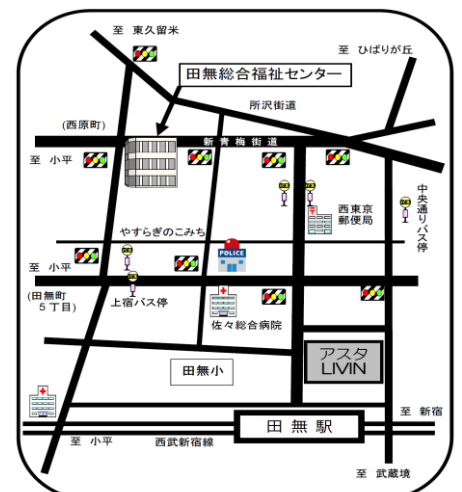 至 東久留米
至 ひばりが丘
田無総合福祉センター
所沢街道
(西原町)
新青梅街道
至 小平
西東京
郵便局
中央通りバス停
やすらぎのこみち
POLICE
至 小平
(田無町
5丁目)
上宿バス停
佐々総合病院
アスタ
LIVIN
田無小
田無駅
至 新宿
至 小平
西武新宿線
至 武蔵境